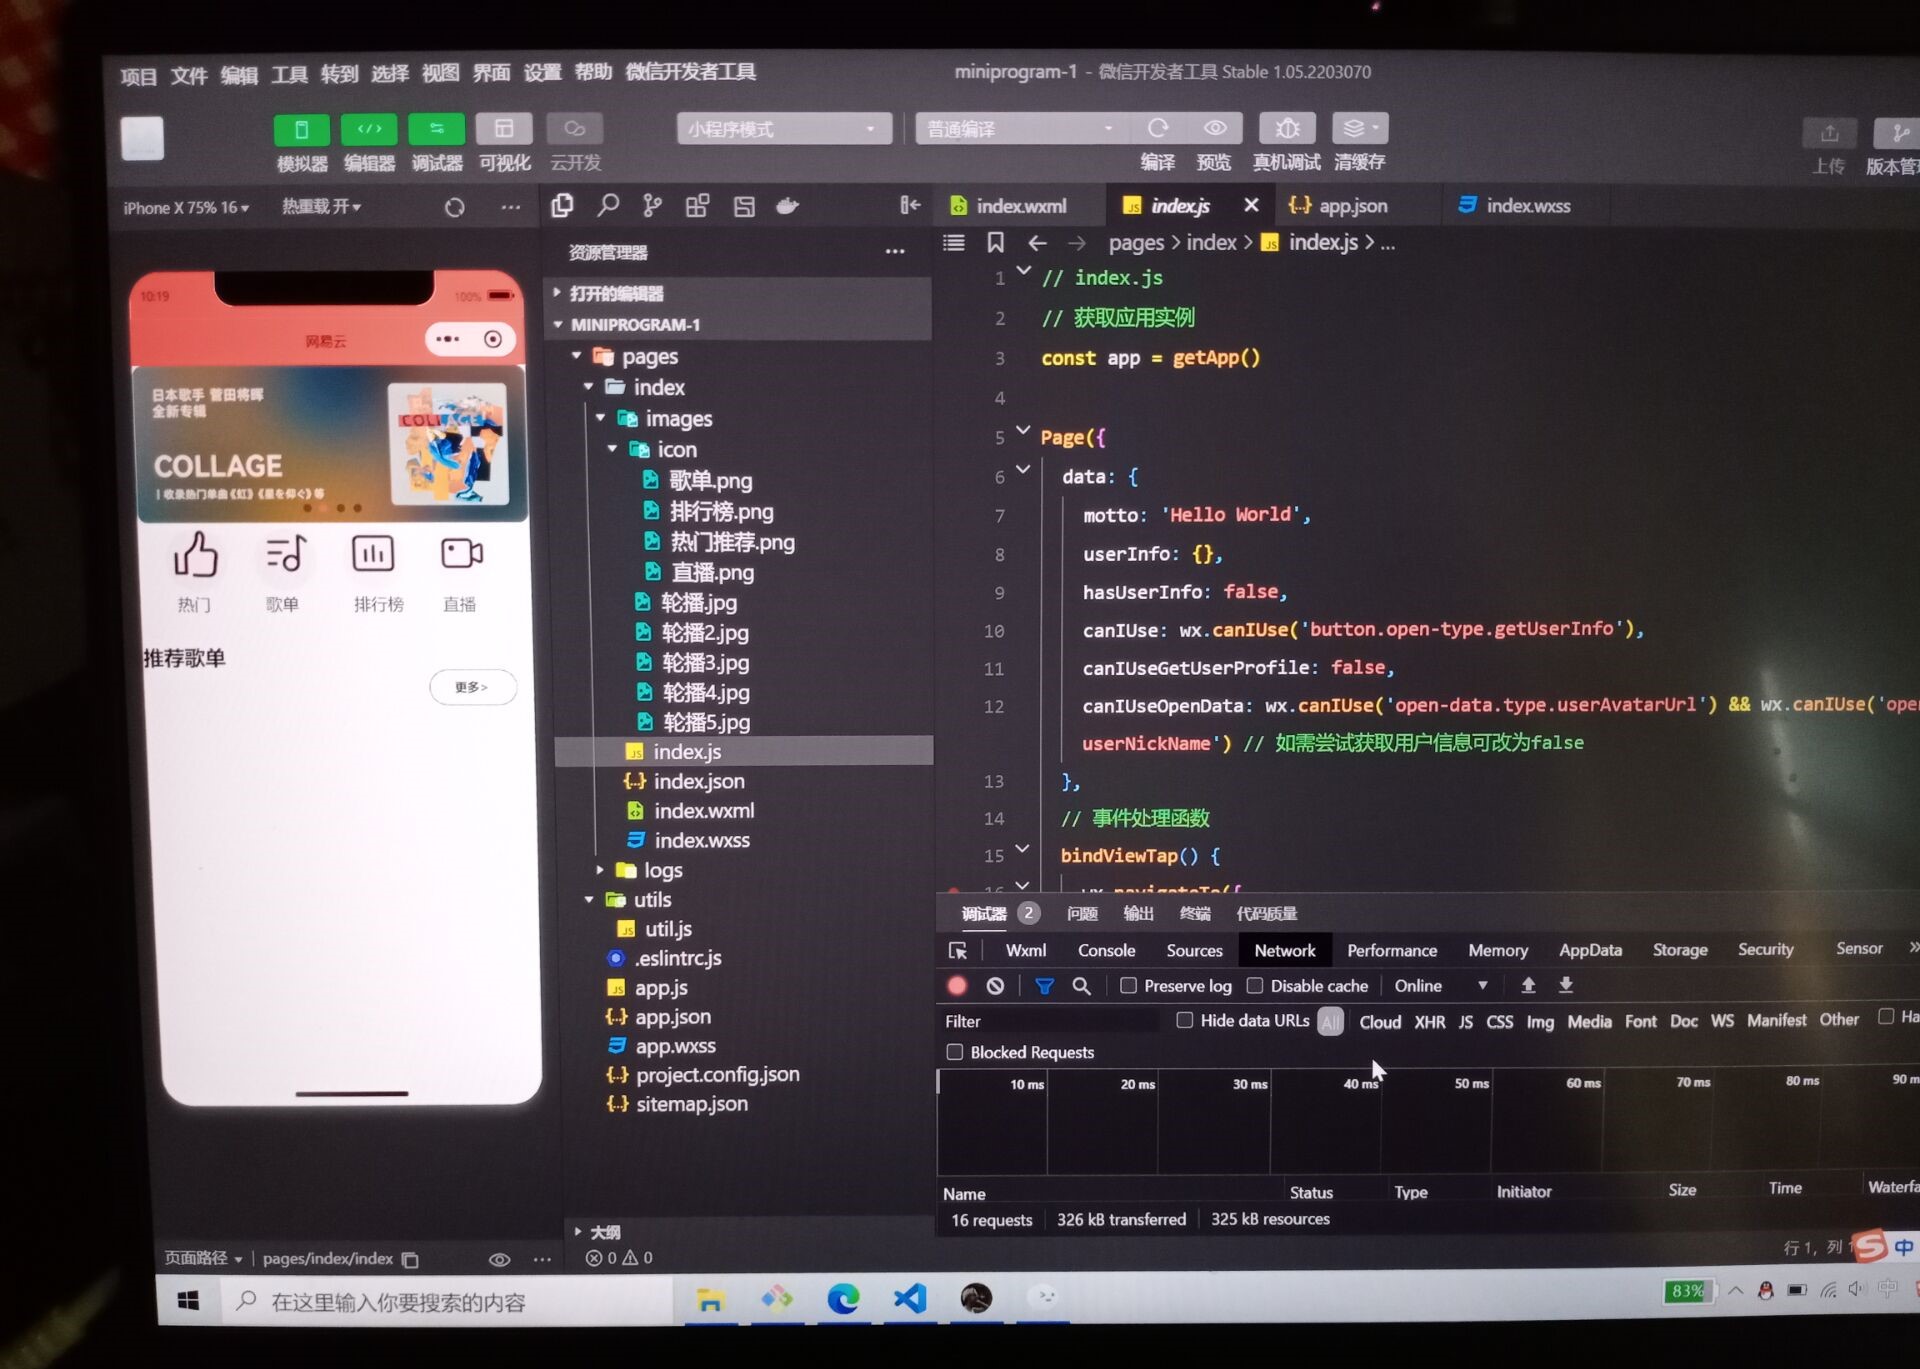 项目 文件 编辑 工具 转到 选择 视图 界面 设置 帮助 微信开发者工具
miniprogram-1 - 微信开发者工具 Stable 1.05.2203070
小程序模式
普通编译
模拟器 编辑器 调试器 可视化 云开发
编译 预览 真机调试 清缓存
上传
iPhone X 75% 16
热重载 开
10:19
100%
网易云
日本歌手 菅田将晖
全新专辑
COLLAGE
COLLAGE
收录热门单曲《虹》《星を仰ぐ》等
热门 歌单 排行榜 直播
推荐歌单
更多>
页面路径
pages/index/index
资源管理器
打开的编辑器
MINIPROGRAM-1
pages
index
images
icon
歌单.png
排行榜.png
热门推荐.png
直播.png
轮播.jpg
轮播2.jpg
轮播3.jpg
轮播4.jpg
轮播5.jpg
index.js
index.json
index.wxml
index.wxss
logs
utils
util.js
.eslintrc.js
app.js
app.json
app.wxss
project.config.json
sitemap.json
大纲
0 0
index.wxml
index.js
app.json
index.wxss
pages > index > index.js > ...
1 // index.js
2 // 获取应用实例
3 const app = getApp()
4
5 Page({
6 data: {
7 motto: 'Hello World',
8 userInfo: {},
9 hasUserInfo: false,
10 canIUse: wx.canIUse('button.open-type.getUserInfo'),
11 canIUseGetUserProfile: false,
12 canIUseOpenData: wx.canIUse('open-data.type.userAvatarUrl') && wx.canIUse('ope
userNickName') // 如需尝试获取用户信息可改为false
13 },
14 // 事件处理函数
15 bindViewTap() {
16 wx.navigateTo({
调试器 2 问题 输出 终端 代码质量
Wxml Console Sources Network Performance Memory AppData Storage Security Sensor
Preserve log Disable cache Online
Filter Hide data URLs All Cloud XHR JS CSS Img Media Font Doc WS Manifest Other Ha
Blocked Requests
10 ms 20 ms 30 ms 40 ms 50 ms 60 ms 70 ms 80 ms 90 m
Name Status Type Initiator Size Time Waterfa
16 requests 326 kB transferred 325 kB resources
行 1，列 1
中
在这里输入你要搜索的内容
83%
中